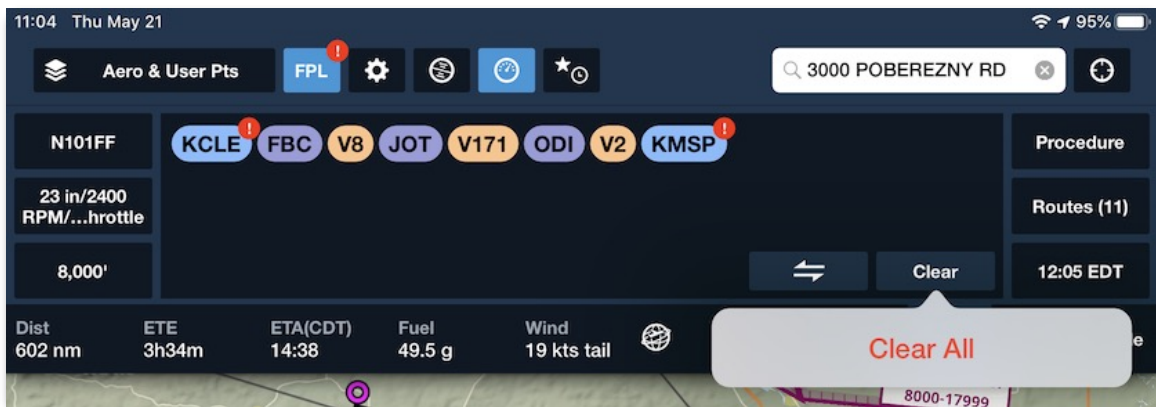 11:04 Thu May 21
95%
Aero & User Pts
FPL
!
3000 POBEREZNY RD
N101FF
KCLE ! FBC V8 JOT V171 ODI V2 KMSP !
Procedure
23 in/2400
RPM/...hrottle
Routes (11)
8,000'
Clear
12:05 EDT
Dist ETE ETA(CDT) Fuel Wind
602 nm 3h34m 14:38 49.5 g 19 kts tail
e
Clear All
8000-17999